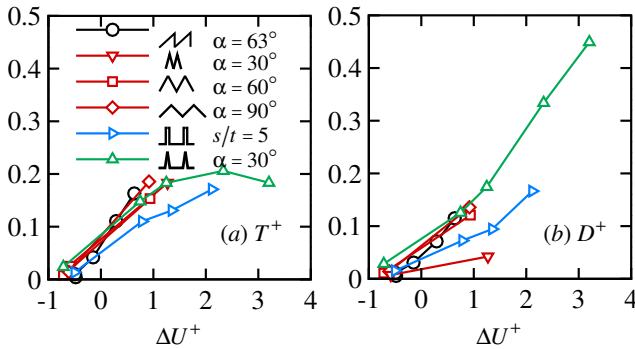 0.5 0.5
α = 63°
0.4 α = 30° 0.4
α = 60°
0.3 α = 90° 0.3
s/t = 5
0.2 α = 30° 0.2
0.1 (a) T⁺ 0.1 (b) D⁺
0 0
-1 0 1 2 3 4 -1 0 1 2 3 4
ΔU⁺ ΔU⁺